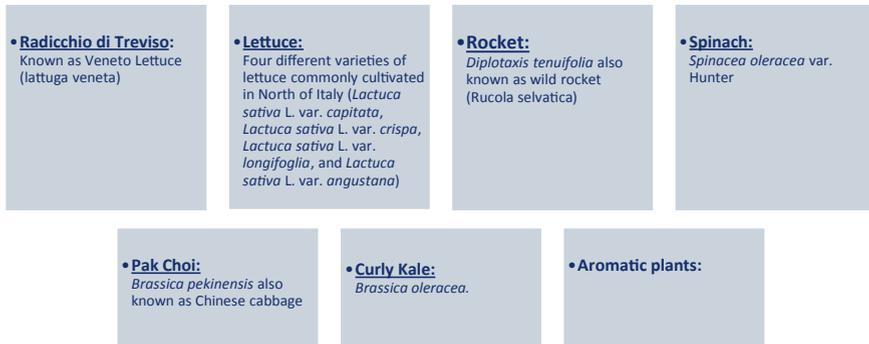 • Radicchio di Treviso:
Known as Veneto Lettuce
(lattuga veneta)
• Lettuce:
Four different varieties of
lettuce commonly cultivated
in North of Italy (Lactuca
sativa L. var. capitata,
Lactuca sativa L. var. crispa,
Lactuca sativa L. var.
longifoglia, and Lactuca
sativa L. var. angustana)
• Rocket:
Diplotaxis tenuifolia also
known as wild rocket
(Rucola selvatica)
• Spinach:
Spinacea oleracea var.
Hunter
• Pak Choi:
Brassica pekinensis also
known as Chinese cabbage
• Curly Kale:
Brassica oleracea.
• Aromatic plants: